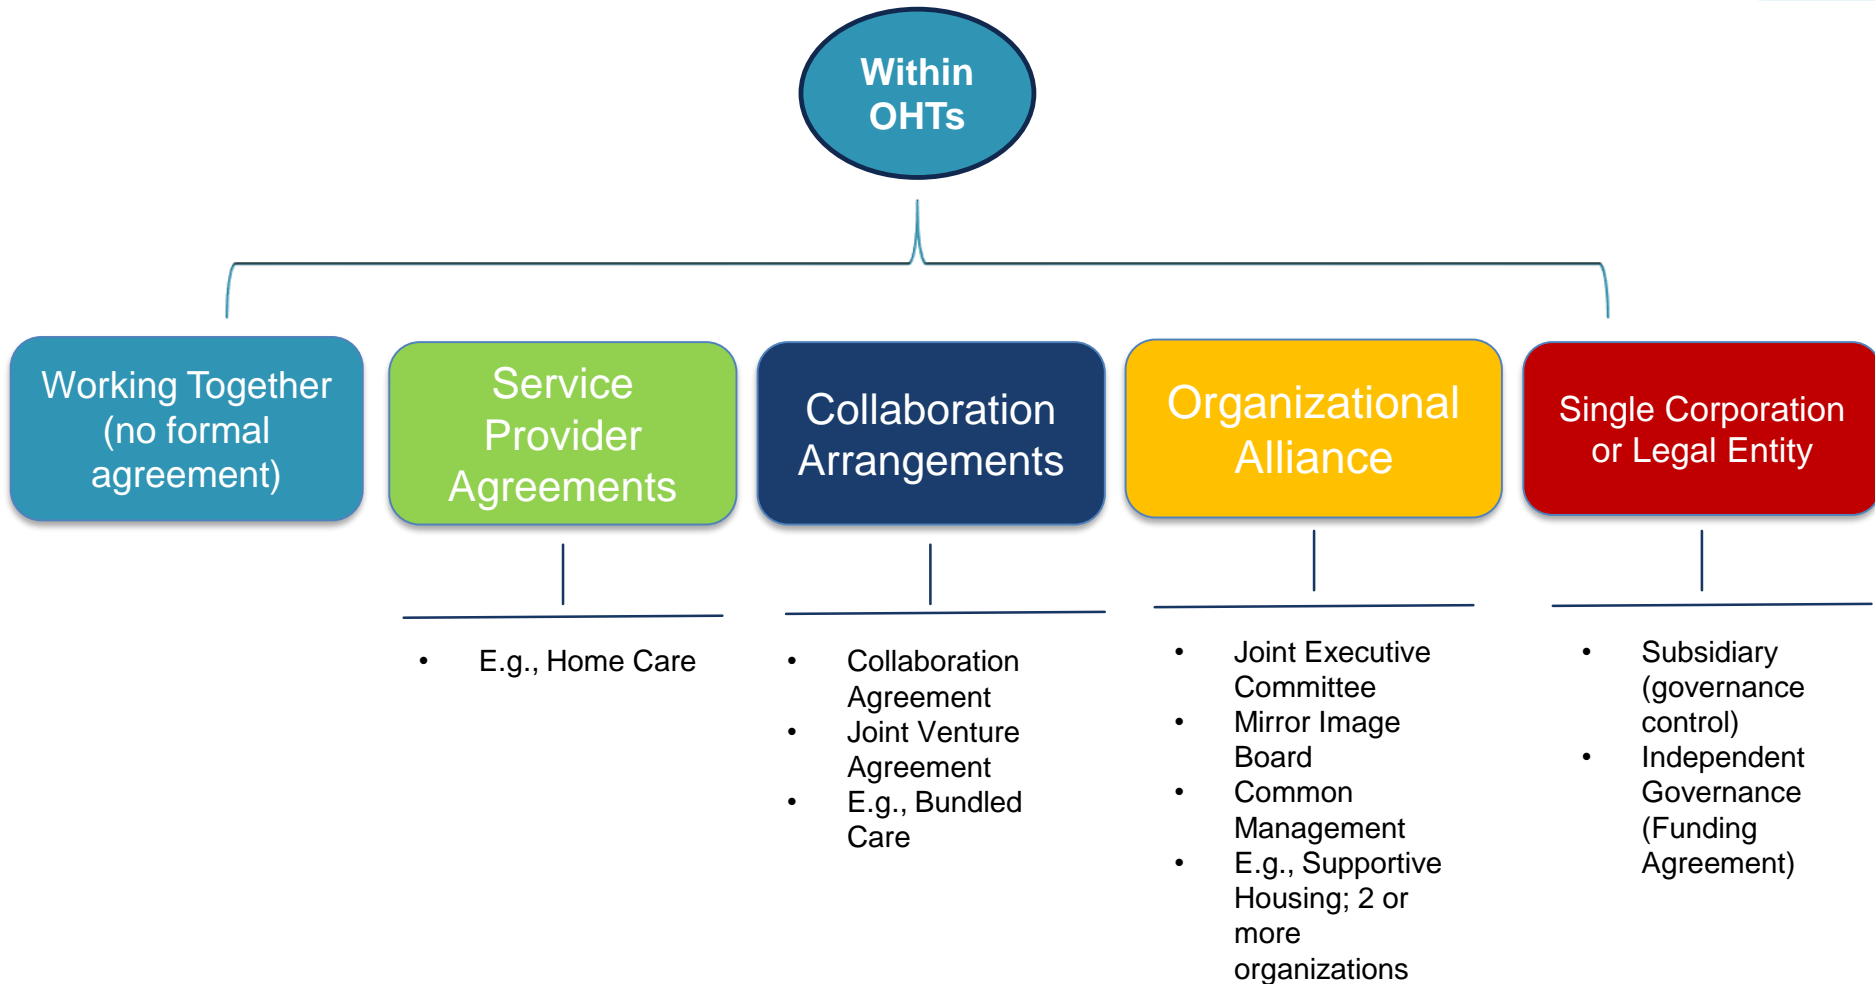 Within
OHTs
Working Together
(no formal
agreement)
Service
Provider
Agreements
Collaboration
Arrangements
Organizational
Alliance
Single Corporation
or Legal Entity
• E.g., Home Care
• Collaboration
Agreement
• Joint Venture
Agreement
• E.g., Bundled
Care
• Joint Executive
Committee
• Mirror Image
Board
• Common
Management
• E.g., Supportive
Housing; 2 or
more
organizations
• Subsidiary
(governance
control)
• Independent
Governance
(Funding
Agreement)